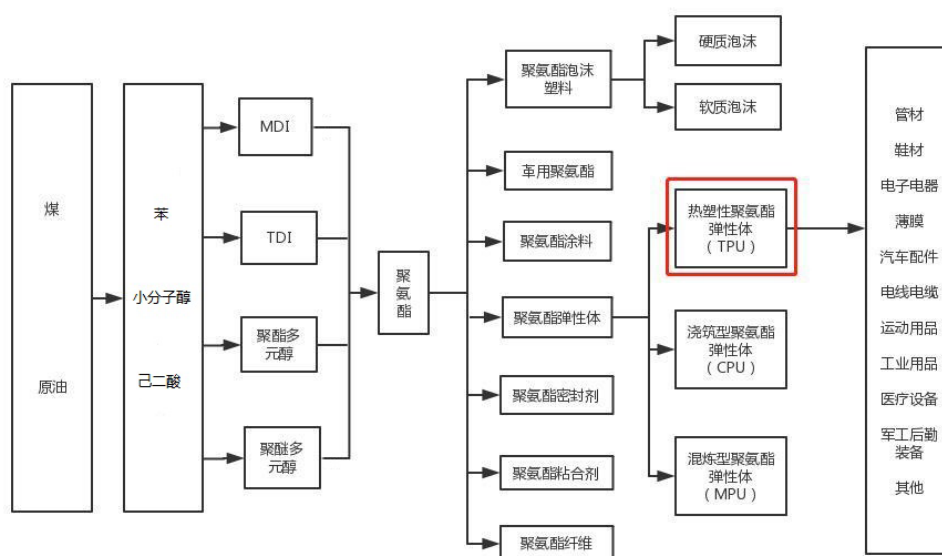 煤
原油
苯
小分子醇
己二酸
MDI
TDI
聚酯多
元醇
聚醚多
元醇
聚
氨
酯
聚氨酯泡沫
塑料
革用聚氨酯
聚氨酯涂料
聚氨酯弹性体
聚氨酯密封剂
聚氨酯粘合剂
聚氨酯纤维
硬质泡沫
软质泡沫
热塑性聚氨酯
弹性体
（TPU）
浇筑型聚氨酯
弹性体
（CPU）
混炼型聚氨酯
弹性体
（MPU）
管材
鞋材
电子电器
薄膜
汽车配件
电线电缆
运动用品
工业用品
医疗设备
军工后勤
装备
其他